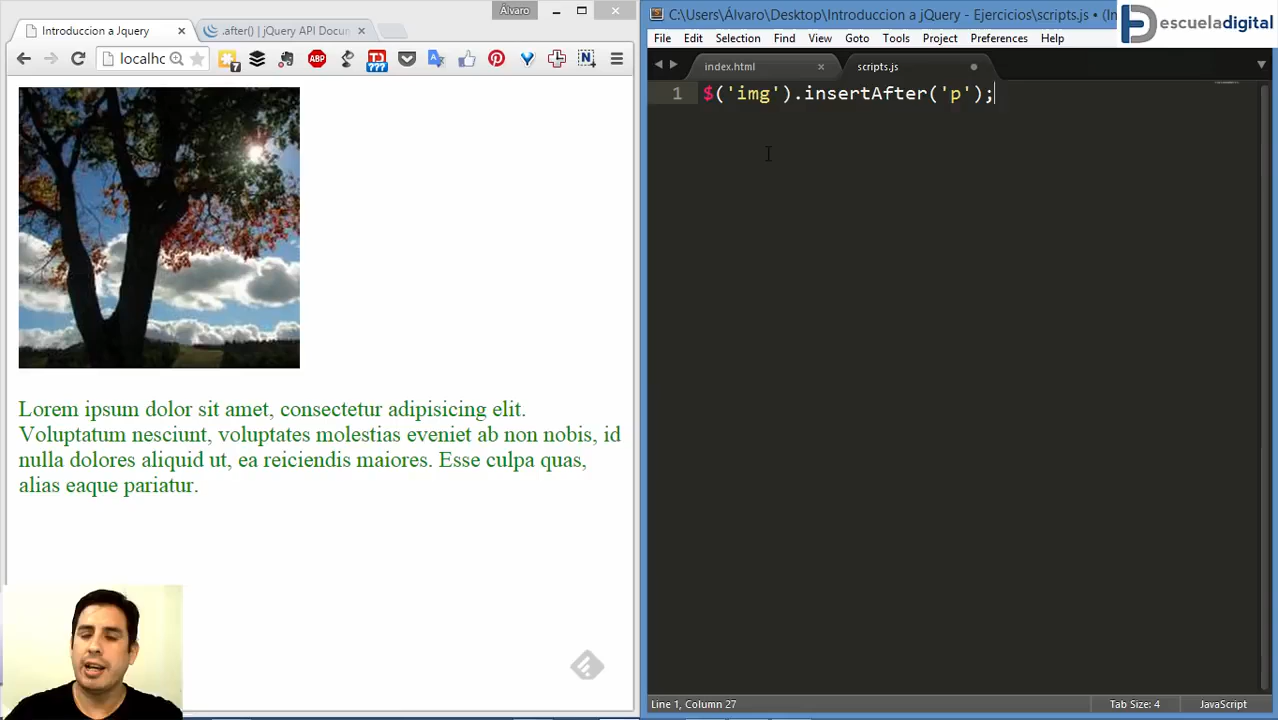 Álvaro
Introduccion a Jquery
.after() | jQuery API Docum
localhc
7
ABP
???
C:\Users\Álvaro\Desktop\Introduccion a jQuery - Ejercicios\scripts.js • (In
escueladigital
File Edit Selection Find View Goto Tools Project Preferences Help
index.html
scripts.js
1 $('img').insertAfter('p');
Lorem ipsum dolor sit amet, consectetur adipisicing elit.
Voluptatum nesciunt, voluptates molestias eveniet ab non nobis, id
nulla dolores aliquid ut, ea reiciendis maiores. Esse culpa quas,
alias eaque pariatur.
Line 1, Column 27
Tab Size: 4
JavaScript